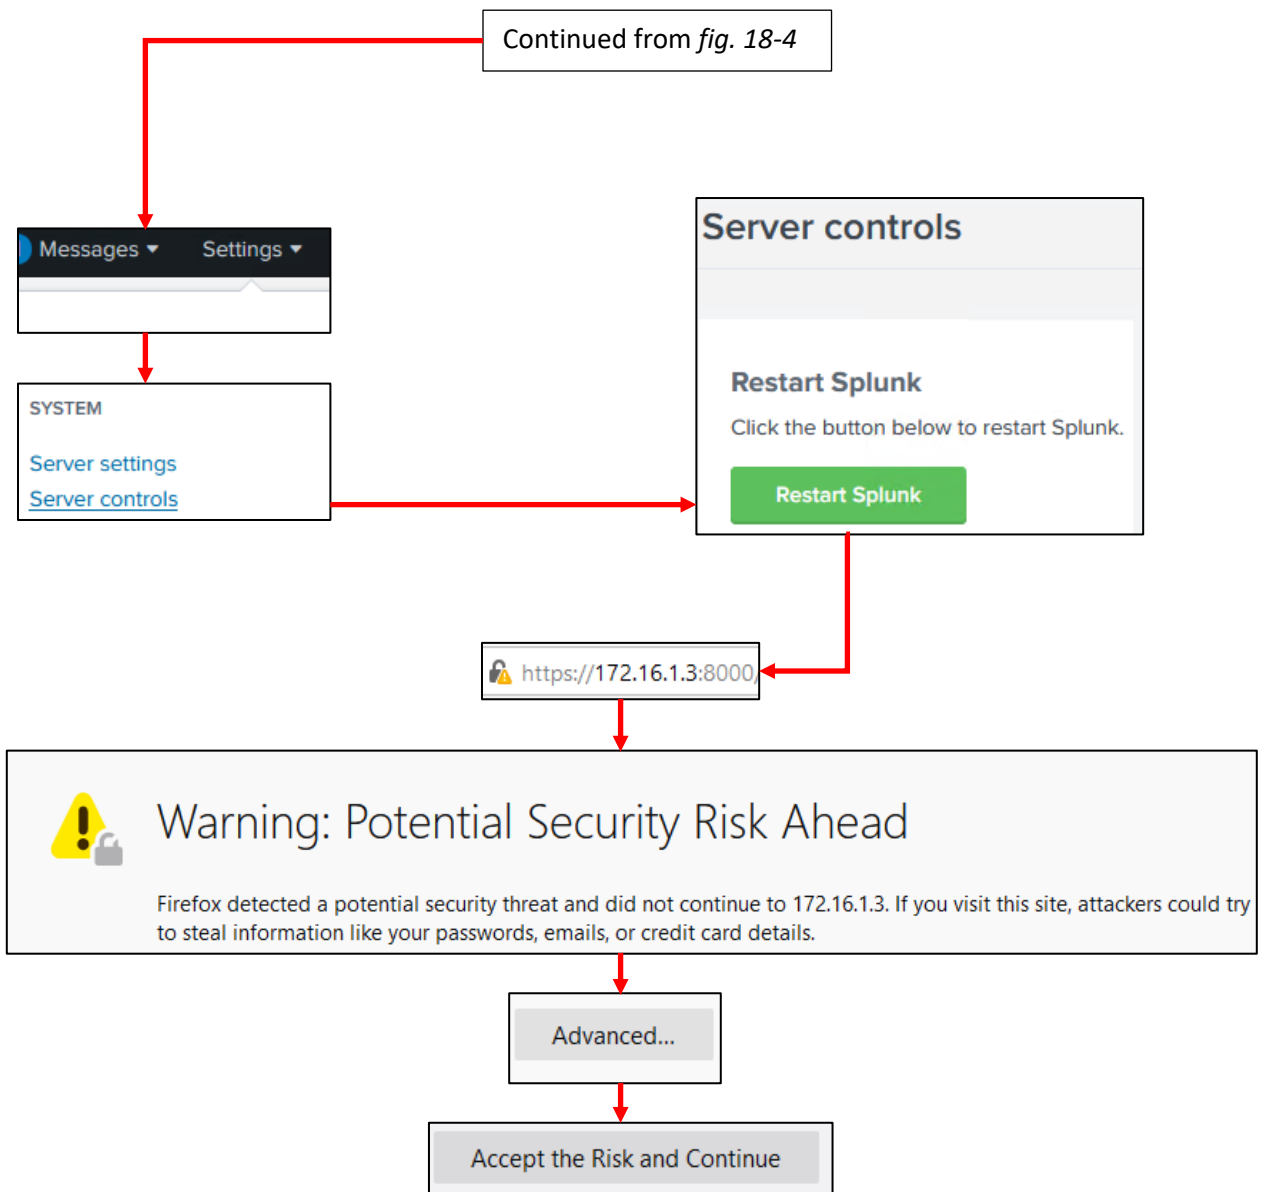 Continued from fig. 18-4
Messages ▾ Settings ▾
SYSTEM
Server settings
Server controls
Server controls
Restart Splunk
Click the button below to restart Splunk.
Restart Splunk
https://172.16.1.3:8000/
Warning: Potential Security Risk Ahead
Firefox detected a potential security threat and did not continue to 172.16.1.3. If you visit this site, attackers could try
to steal information like your passwords, emails, or credit card details.
Advanced...
Accept the Risk and Continue